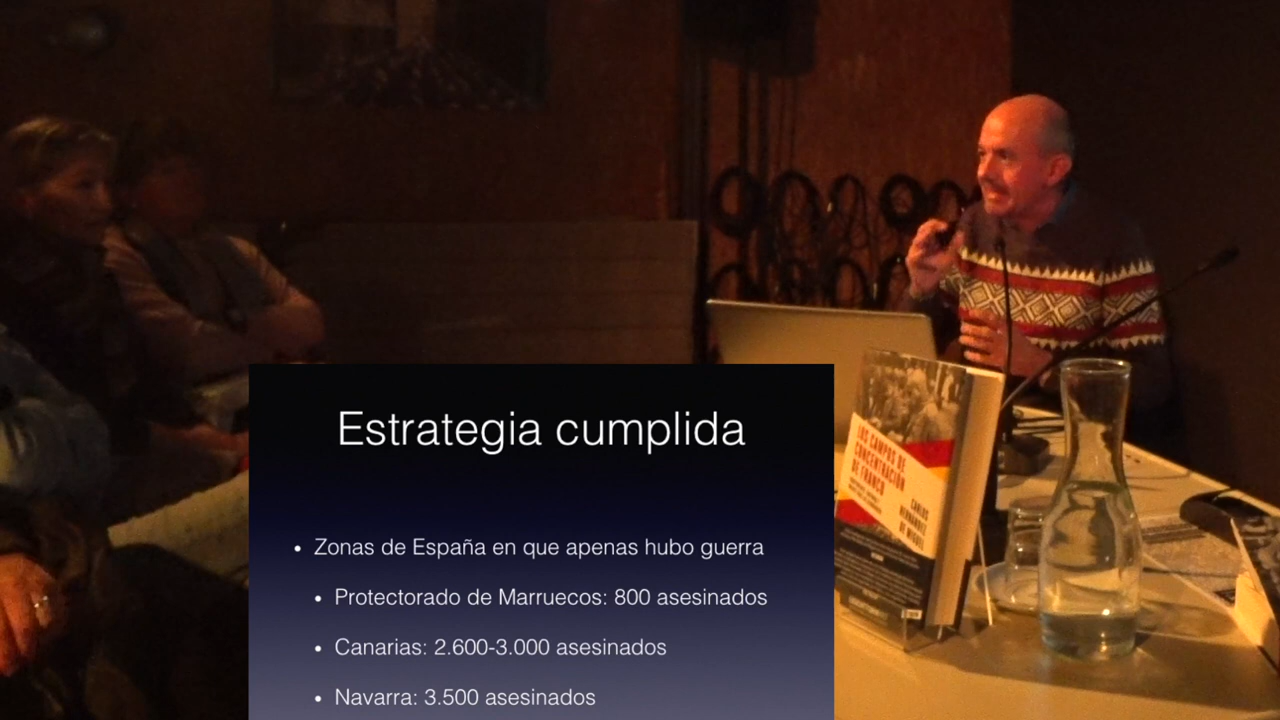 Estrategia cumplida
• Zonas de España en que apenas hubo guerra
• Protectorado de Marruecos: 800 asesinados
• Canarias: 2.600-3.000 asesinados
• Navarra: 3.500 asesinados
LOS CAMPOS DE
CONCENTRACIÓN
DE FRANCO
CARLOS
HERNÁNDEZ
DE MIGUEL